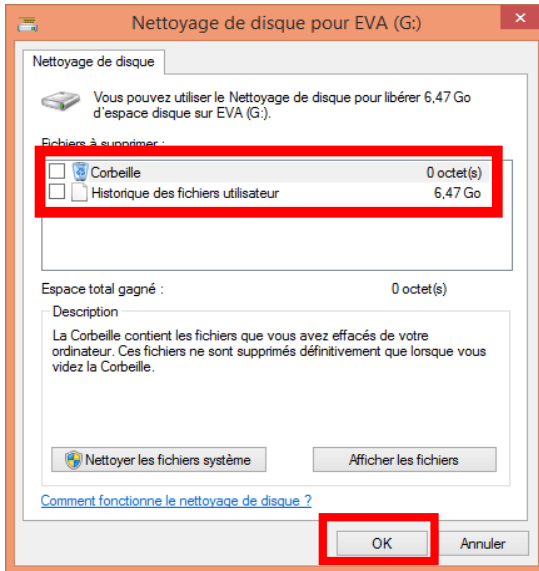 Nettoyage de disque pour EVA (G:)
Nettoyage de disque
Vous pouvez utiliser le Nettoyage de disque pour libérer 6,47 Go
d'espace disque sur EVA (G:).
Fichiers à supprimer :
Corbeille 0 octet(s)
Historique des fichiers utilisateur 6,47 Go
Espace total gagné : 0 octet(s)
Description
La Corbeille contient les fichiers que vous avez effacés de votre
ordinateur. Ces fichiers ne sont supprimés définitivement que lorsque vous
videz la Corbeille.
Nettoyer les fichiers système Afficher les fichiers
Comment fonctionne le nettoyage de disque ?
OK Annuler